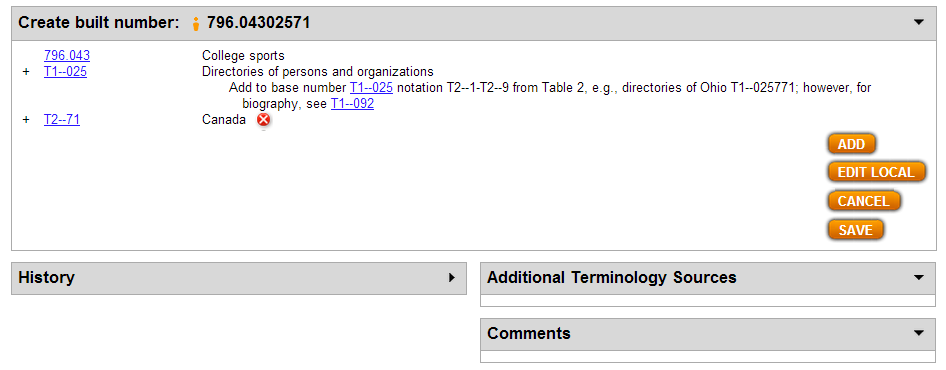 Create built number: 796.04302571
796.043 College sports
+ T1--025 Directories of persons and organizations
Add to base number T1--025 notation T2--1-T2--9 from Table 2, e.g., directories of Ohio T1--025771; however, for
biography, see T1--092
+ T2--71 Canada
ADD
EDIT LOCAL
CANCEL
SAVE
History
Additional Terminology Sources
Comments